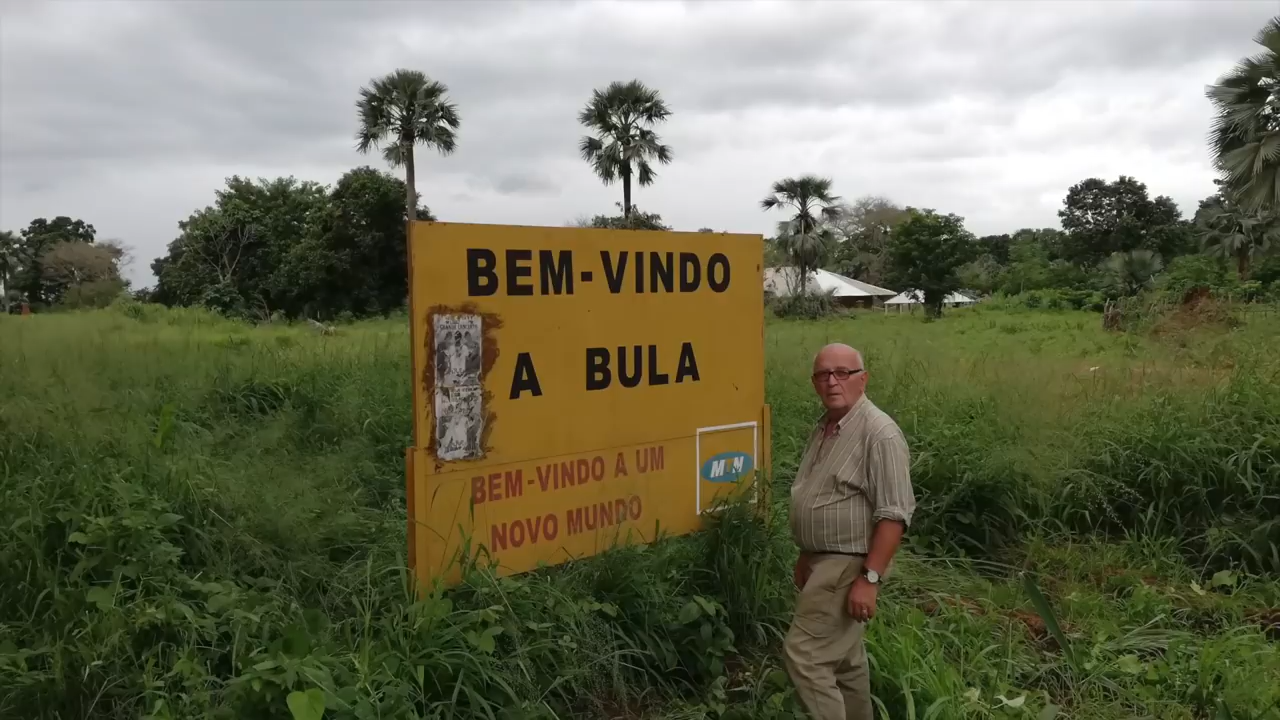 BEM-VINDO
A BULA
BEM-VINDO A UM
NOVO MUNDO
MTN